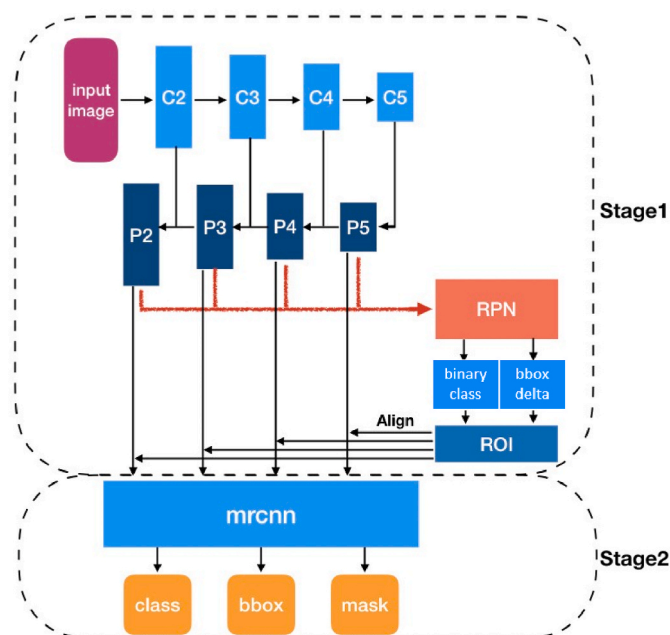 input
image
C2
C3
C4
C5
P2
P3
P4
P5
Stage1
RPN
binary
class
bbox
delta
Align
ROI
mrcnn
Stage2
class
bbox
mask